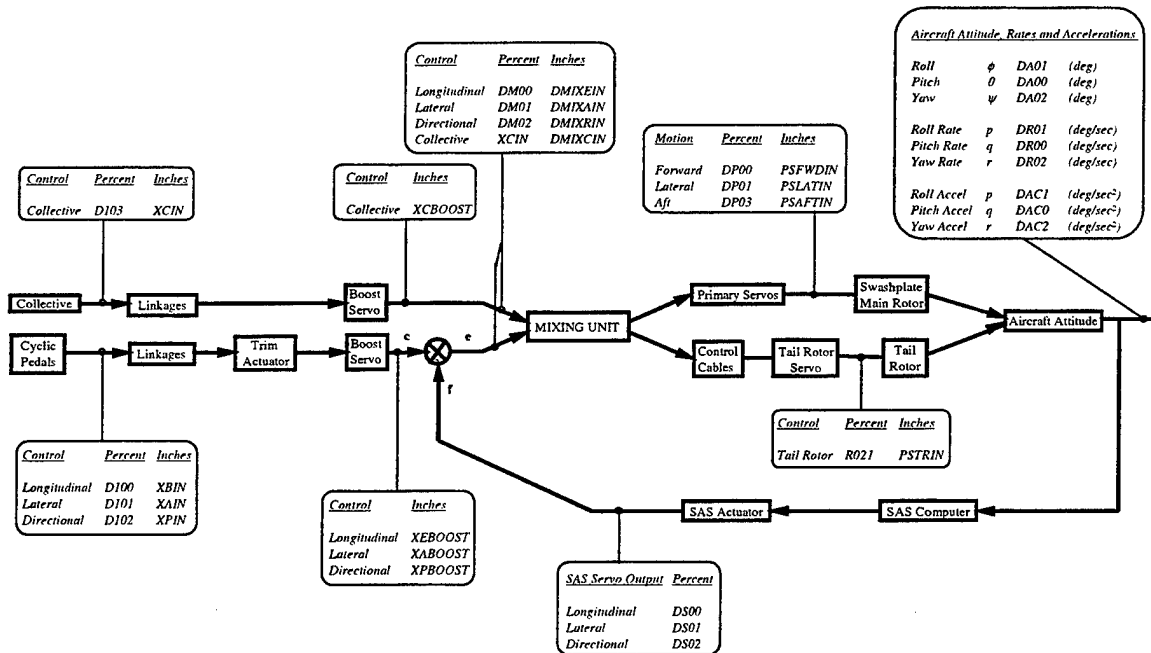 Aircraft Attitude, Rates and Accelerations
Roll ϕ DA01 (deg)
Pitch θ DA00 (deg)
Yaw ψ DA02 (deg)
Roll Rate p DR01 (deg/sec)
Pitch Rate q DR00 (deg/sec)
Yaw Rate r DR02 (deg/sec)
Roll Accel p DAC1 (deg/sec²)
Pitch Accel q DAC0 (deg/sec²)
Yaw Accel r DAC2 (deg/sec²)
Control Percent Inches
Longitudinal DM00 DMIXEIN
Lateral DM01 DMIXAIN
Directional DM02 DMIXRIN
Collective XCIN DMIXCIN
Motion Percent Inches
Forward DP00 PSFWDIN
Lateral DP01 PSLATIN
Aft DP03 PSAFTIN
Control Percent Inches
Collective D103 XCIN
Control Inches
Collective XCBOOST
Collective
Linkages
Boost
Servo
MIXING UNIT
Primary Servos
Swashplate
Main Rotor
Aircraft Attitude
Cyclic
Pedals
Linkages
Trim
Actuator
Boost
Servo
c
e
f
Control
Cables
Tail Rotor
Servo
Tail
Rotor
Control Percent Inches
Tail Rotor R021 PSTRIN
Control Percent Inches
Longitudinal D100 XBIN
Lateral D101 XAIN
Directional D102 XPIN
Control Inches
Longitudinal XEBOOST
Lateral XABOOST
Directional XPBOOST
SAS Actuator
SAS Computer
SAS Servo Output Percent
Longitudinal DS00
Lateral DS01
Directional DS02